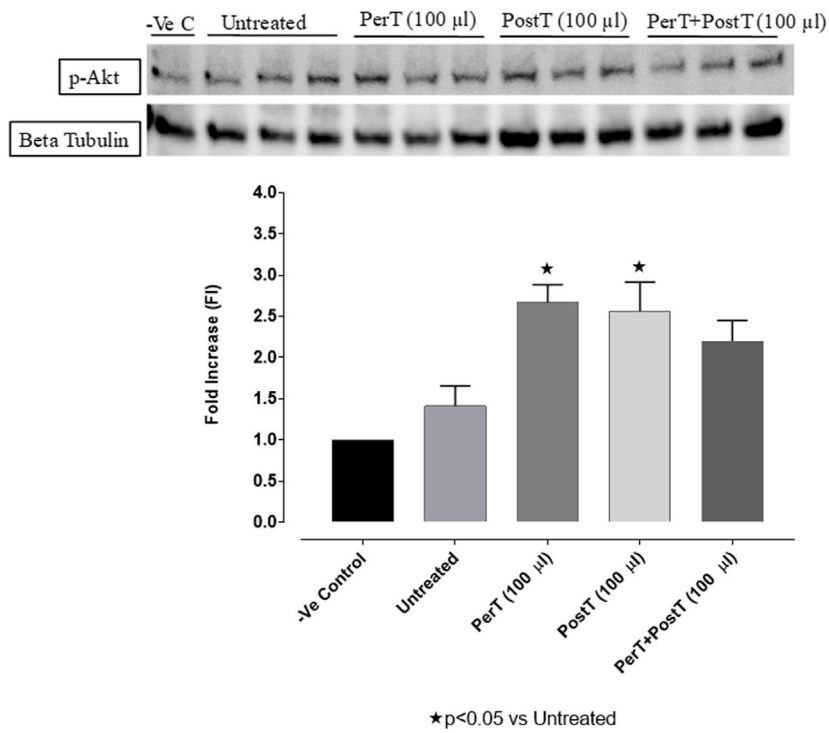 -Ve C Untreated PerT (100 µl) PostT (100 µl) PerT+PostT (100 µl)
p-Akt
Beta Tubulin
4.0
3.5
3.0
2.5
2.0
1.5
1.0
0.5
0.0
Fold Increase (FI)
★
★
-Ve Control
Untreated
PerT (100 µl)
PostT (100 µl)
PerT+PostT (100 µl)
★p<0.05 vs Untreated